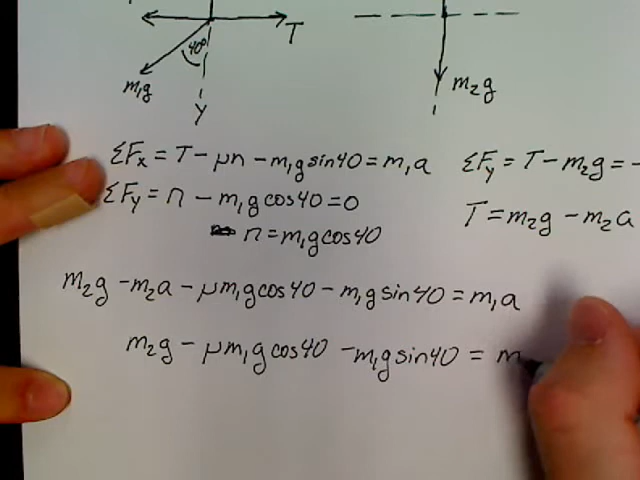 T
40°
m₁g
Y
m₂g
ΣFx = T - μn - m₁g sin40 = m₁a
ΣFy = T - m₂g = -
ΣFy = n - m₁g cos40 = 0
T = m₂g - m₂a
n = m₁g cos40
m₂g - m₂a - μm₁g cos40 - m₁g sin40 = m₁a
m₂g - μm₁g cos40 - m₁g sin40 = m